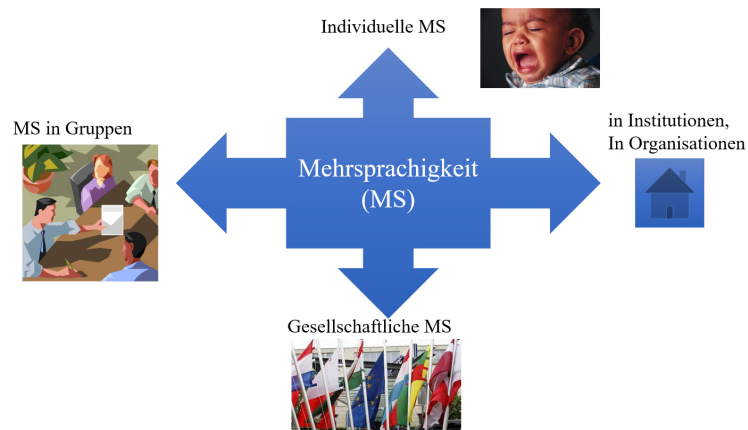 Individuelle MS
MS in Gruppen
in Institutionen,
In Organisationen
Mehrsprachigkeit
(MS)
Gesellschaftliche MS